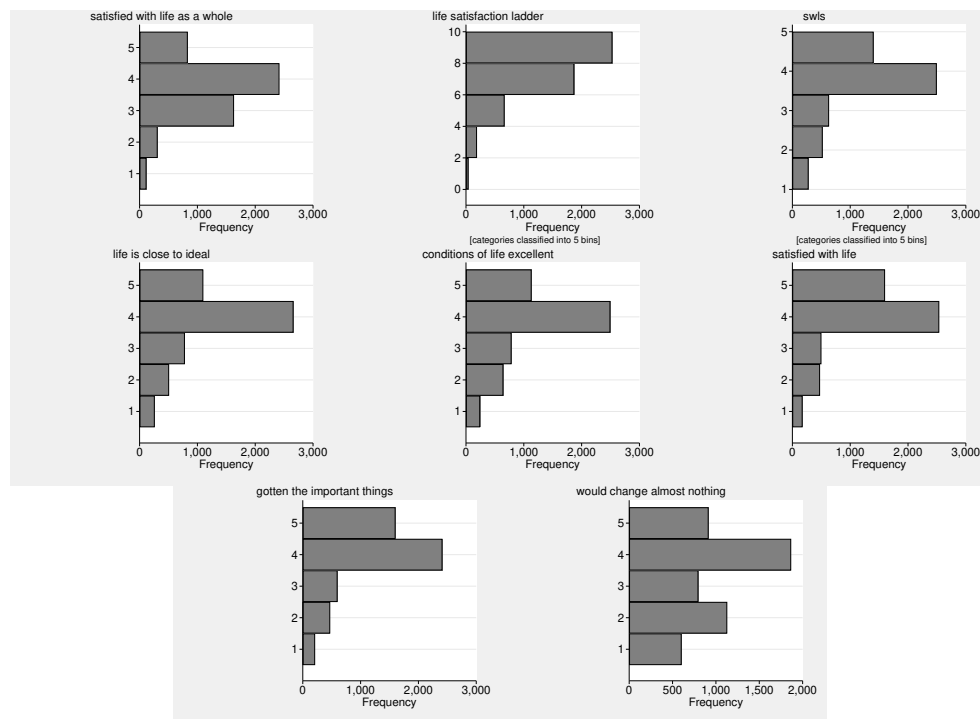 satisfied with life as a whole
5
4
3
2
1
0 1,000 2,000 3,000
Frequency
life satisfaction ladder
10
8
6
4
2
0
0 1,000 2,000 3,000
Frequency
[categories classified into 5 bins]
swls
5
4
3
2
1
0 1,000 2,000 3,000
Frequency
[categories classified into 5 bins]
life is close to ideal
5
4
3
2
1
0 1,000 2,000 3,000
Frequency
conditions of life excellent
5
4
3
2
1
0 1,000 2,000 3,000
Frequency
satisfied with life
5
4
3
2
1
0 1,000 2,000 3,000
Frequency
gotten the important things
5
4
3
2
1
0 1,000 2,000 3,000
Frequency
would change almost nothing
5
4
3
2
1
0 500 1,000 1,500 2,000
Frequency